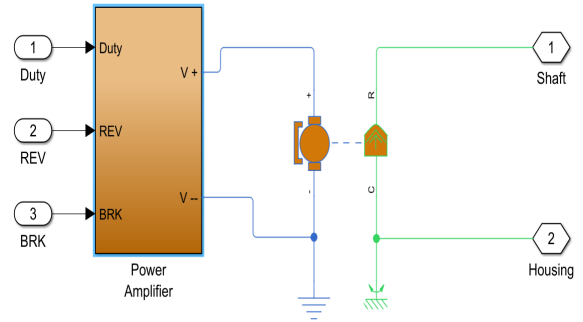 1
Duty
2
REV
3
BRK
Duty
REV
BRK
V +
V --
Power
Amplifier
+
-
R
C
1
Shaft
2
Housing